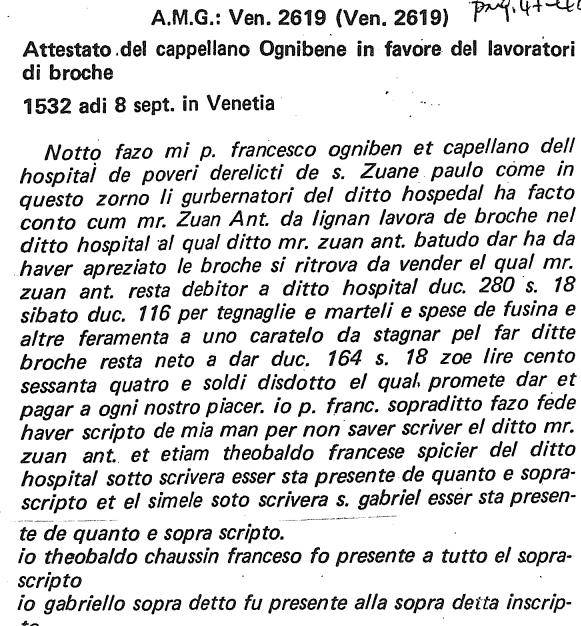 A.M.G.: Ven. 2619 (Ven. 2619) pag.
Attestato del cappellano Ognibene in favore del lavoratori
di broche
1532 adi 8 sept. in Venetia
Notto fazo mi p. francesco ogniben et capellano dell
hospital de poveri derelicti de s. Zuane paulo come in
questo zorno li gurbernatori del ditto hospedal ha facto
conto cum mr. Zuan Ant. da lignan lavora de broche nel
ditto hospital al qual ditto mr. zuan ant. batudo dar ha da
haver apreziato le broche si ritrova da vender el qual mr.
zuan ant. resta debitor a ditto hospital duc. 280 s. 18
sibato duc. 116 per tegnaglie e marteli e spese de fusina e
altre feramenta a uno caratelo da stagnar pel far ditte
broche resta neto a dar duc. 164 s. 18 zoe lire cento
sessanta quatro e soldi disdotto el qual promete dar et
pagar a ogni nostro piacer. io p. franc. sopraditto fazo fede
haver scripto de mia man per non saver scriver el ditto mr.
zuan ant. et etiam theobaldo francese spicier del ditto
hospital sotto scrivera esser sta presente de quanto e sopra-
scripto et el simele soto scrivera s. gabriel esser sta presen-
te de quanto e sopra scripto.
io theobaldo chaussin franceso fo presente a tutto el sopra-
scripto
io gabriello sopra detto fu presente alla sopra detta inscrip-